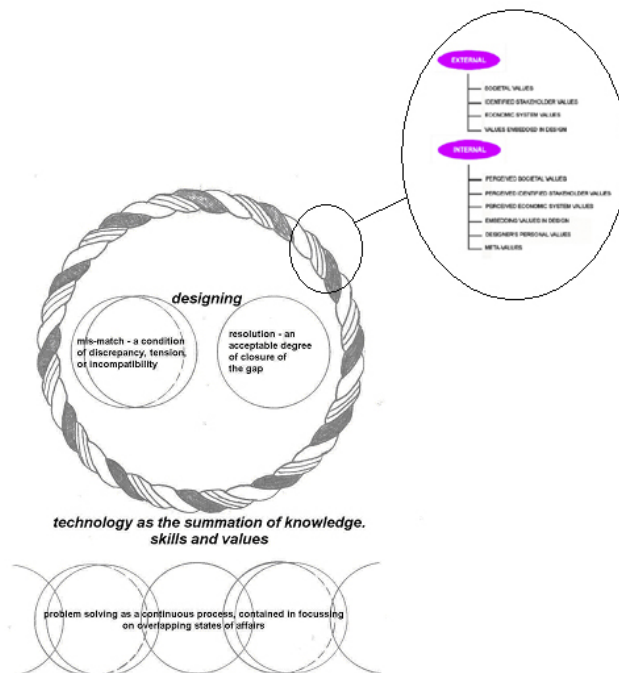 EXTERNAL
SOCIETAL VALUES
IDENTIFIED STAKEHOLDER VALUES
ECONOMIC SYSTEM VALUES
VALUES EMBEDDED IN DESIGN
INTERNAL
PERCEIVED SOCIETAL VALUES
PERCEIVED IDENTIFIED STAKEHOLDER VALUES
PERCEIVED ECONOMIC SYSTEM VALUES
EMBEDDING VALUES IN DESIGN
DESIGNER'S PERSONAL VALUES
META-VALUES
designing
mis-match - a condition
of discrepancy, tension,
or incompatibility
resolution - an
acceptable degree
of closure of
the gap
technology as the summation of knowledge.
skills and values
problem solving as a continuous process, contained in focussing
on overlapping states of affairs